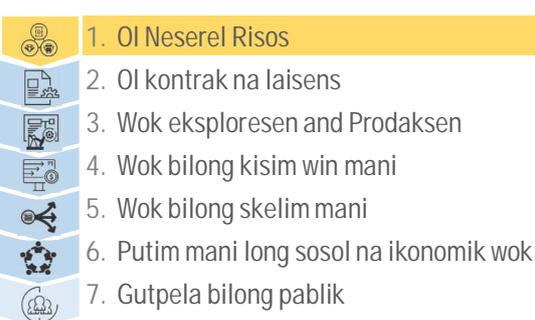 1. Ol Neserel Risos
2. Ol kontrak na laisens
3. Wok eksploresen and Prodaksen
4. Wok bilong kisim win mani
5. Wok bilong skelim mani
6. Putim mani long sosol na ikonomik wok
7. Gutpela bilong pablik